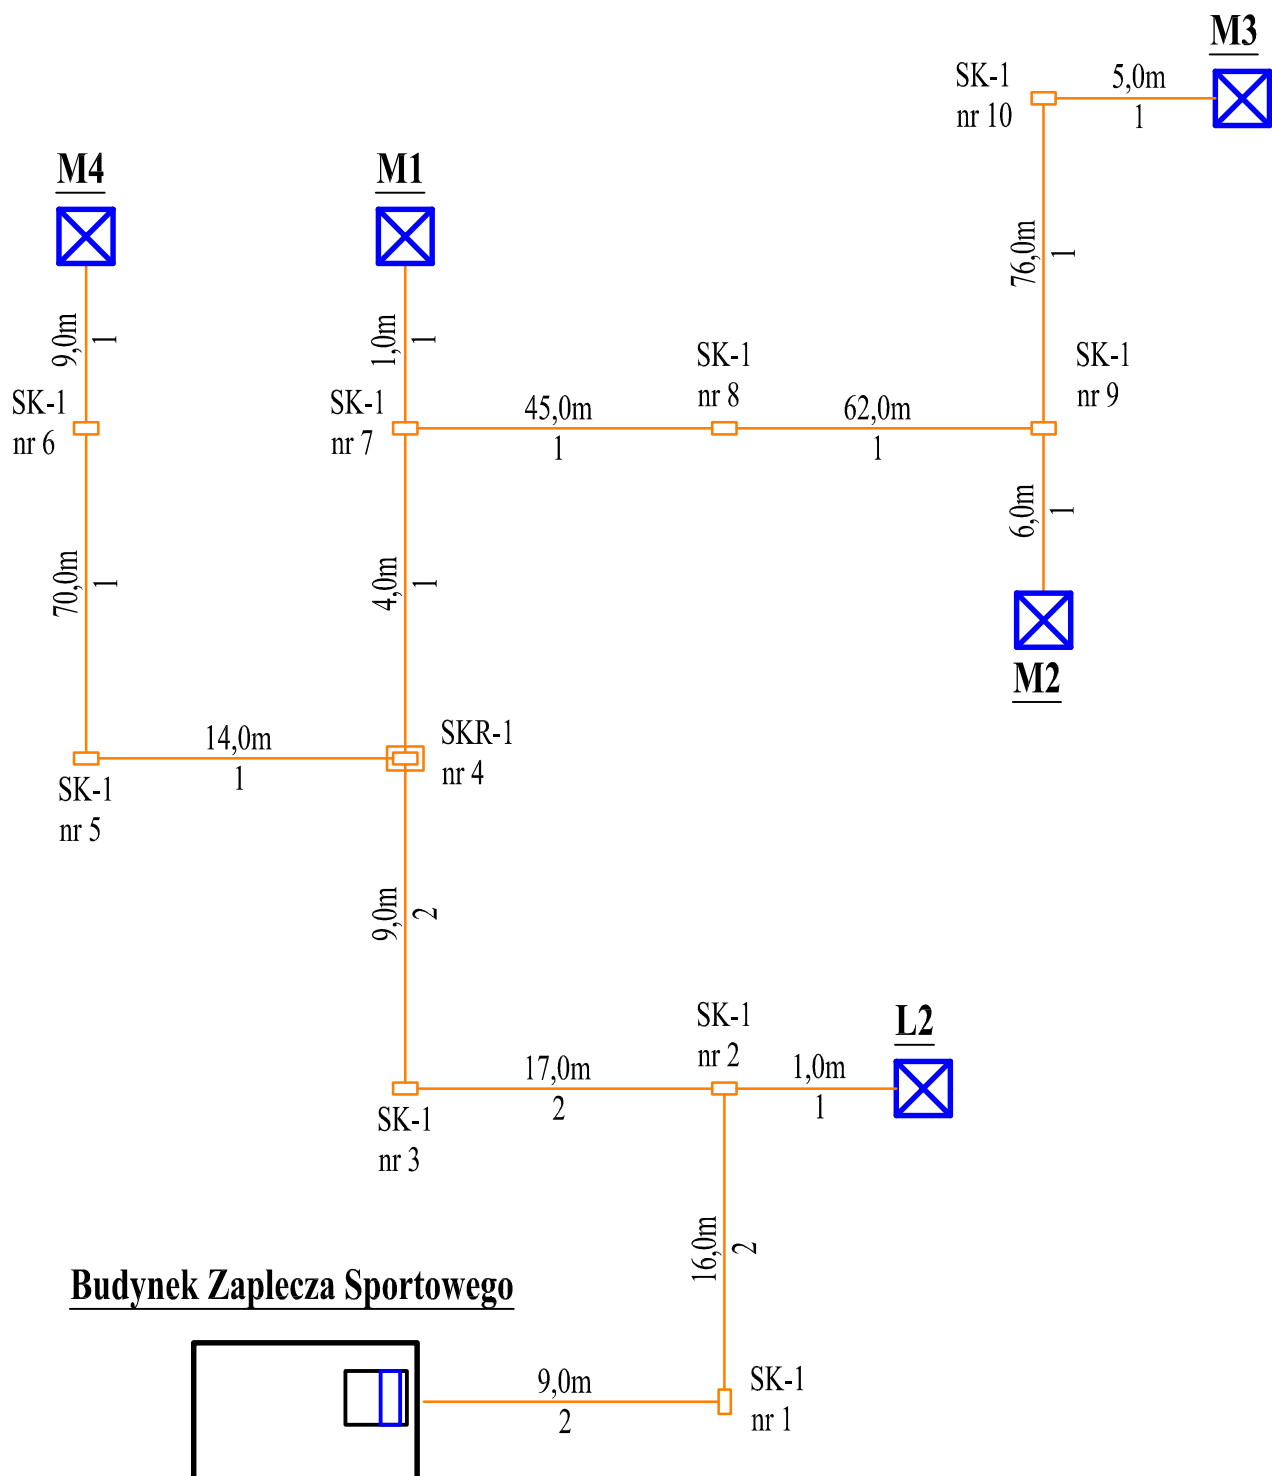 M3
SK-1
nr 10
5,0m
1
M4
M1
76,0m
1
9,0m
1
1,0m
1
SK-1
nr 6
SK-1
nr 7
45,0m
1
SK-1
nr 8
62,0m
1
SK-1
nr 9
6,0m
1
70,0m
1
4,0m
1
M2
14,0m
1
SKR-1
nr 4
SK-1
nr 5
9,0m
2
SK-1
nr 2
L2
17,0m
2
1,0m
1
SK-1
nr 3
16,0m
2
Budynek Zaplecza Sportowego
9,0m
2
SK-1
nr 1